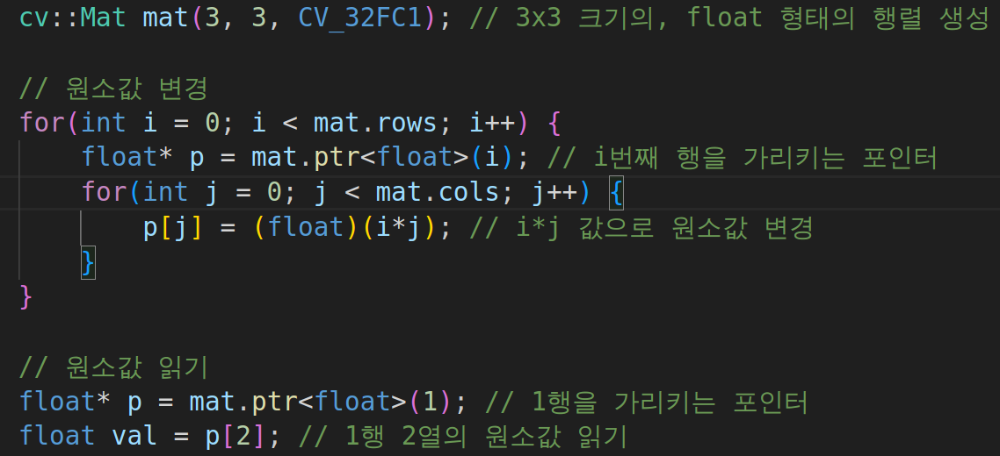 cv::Mat mat(3, 3, CV_32FC1); // 3x3 크기의, float 형태의 행렬 생성
// 원소값 변경
for(int i = 0; i < mat.rows; i++) {
float* p = mat.ptr<float>(i); // i번째 행을 가리키는 포인터
for(int j = 0; j < mat.cols; j++) {
p[j] = (float)(i*j); // i*j 값으로 원소값 변경
}
}
// 원소값 읽기
float* p = mat.ptr<float>(1); // 1행을 가리키는 포인터
float val = p[2]; // 1행 2열의 원소값 읽기